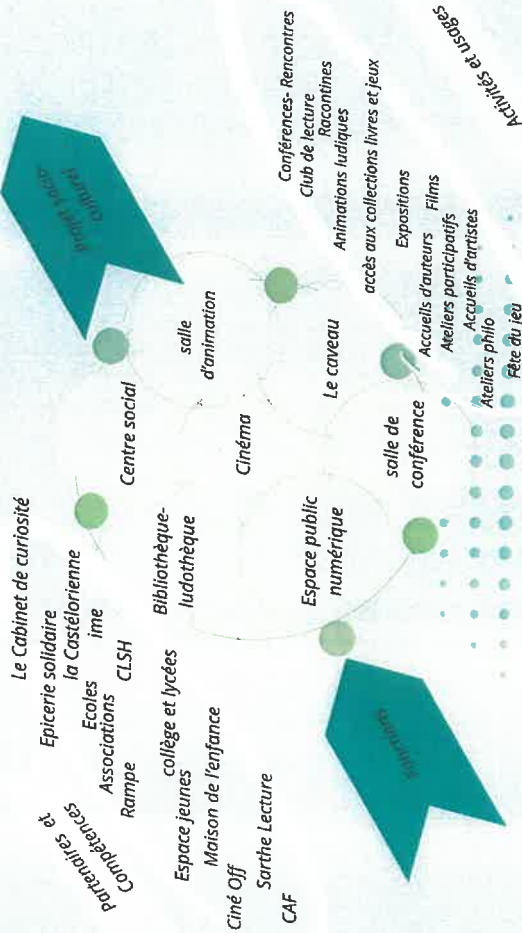 Partenaires et
Compétences
Le Cabinet de curiosité
Epicerie solidaire
la Castélorienne
ime
Ecoles
Associations
CLSH
Rampe
collège et lycées
Espace jeunes
Maison de l'enfance
Ciné Off
Sarthe Lecture
CAF
Projet socio
culturel
Centre social
salle
d'animation
Bibliothèque-
ludothèque
Cinéma
Le caveau
Espace public
numérique
salle de
conférence
Conférences- Rencontres
Club de lecture
Racontines
Animations ludiques
accès aux collections livres et jeux
Expositions
Films
Accueils d'auteurs
Ateliers participatifs
Accueils d'artistes
Ateliers philo
Fête du jeu
Activités et usages